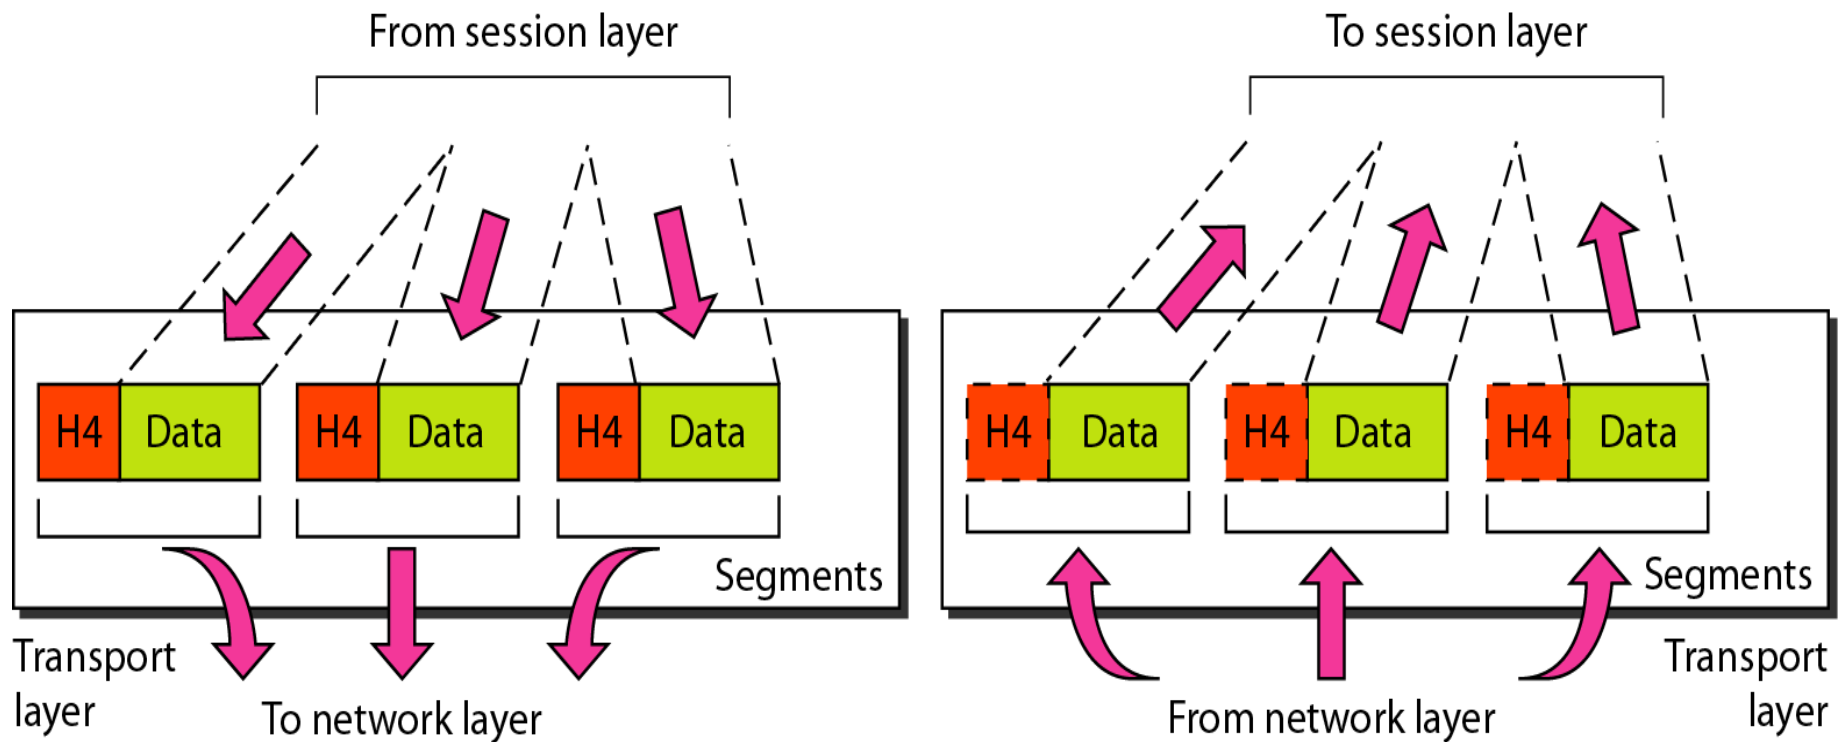 From session layer
To session layer
H4 Data H4 Data H4 Data
H4 Data H4 Data H4 Data
Segments
Segments
Transport
layer
To network layer
From network layer
Transport
layer